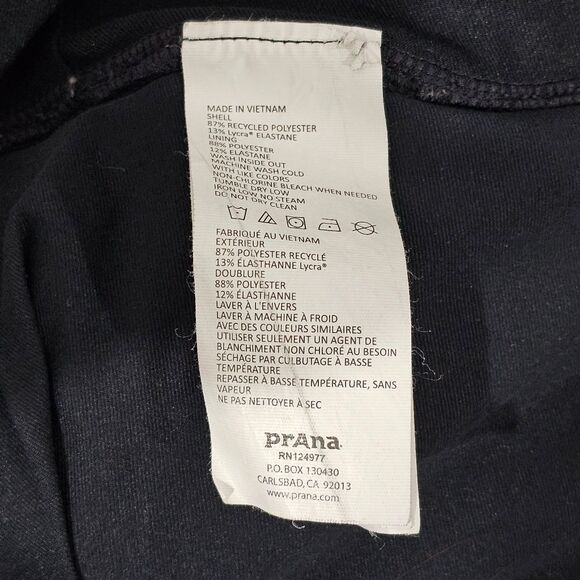 MADE IN VIETNAM
SHELL
87% RECYCLED POLYESTER
13% Lycra® ELASTANE
LINING
88% POLYESTER
12% ELASTANE
WASH INSIDE OUT
MACHINE WASH COLD
WITH LIKE COLORS
NON-CHLORINE BLEACH WHEN NEEDED
TUMBLE DRY LOW
IRON LOW NO STEAM
DO NOT DRY CLEAN
FABRIQUÉ AU VIETNAM
EXTÉRIEUR
87% POLYESTER RECYCLÉ
13% ÉLASTHANNE Lycra®
DOUBLURE
88% POLYESTER
12% ÉLASTHANNE
LAVER À L'ENVERS
LAVER À MACHINE À FROID
AVEC DES COULEURS SIMILAIRES
UTILISER SEULEMENT UN AGENT DE
BLANCHIMENT NON CHLORÉ AU BESOIN
SÉCHAGE PAR CULBUTAGE À BASSE
TEMPÉRATURE
REPASSER À BASSE TEMPÉRATURE, SANS
VAPEUR
NE PAS NETTOYER À SEC
prAna
RN124977
P.O. BOX 130430
CARLSBAD, CA 92013
www.prana.com